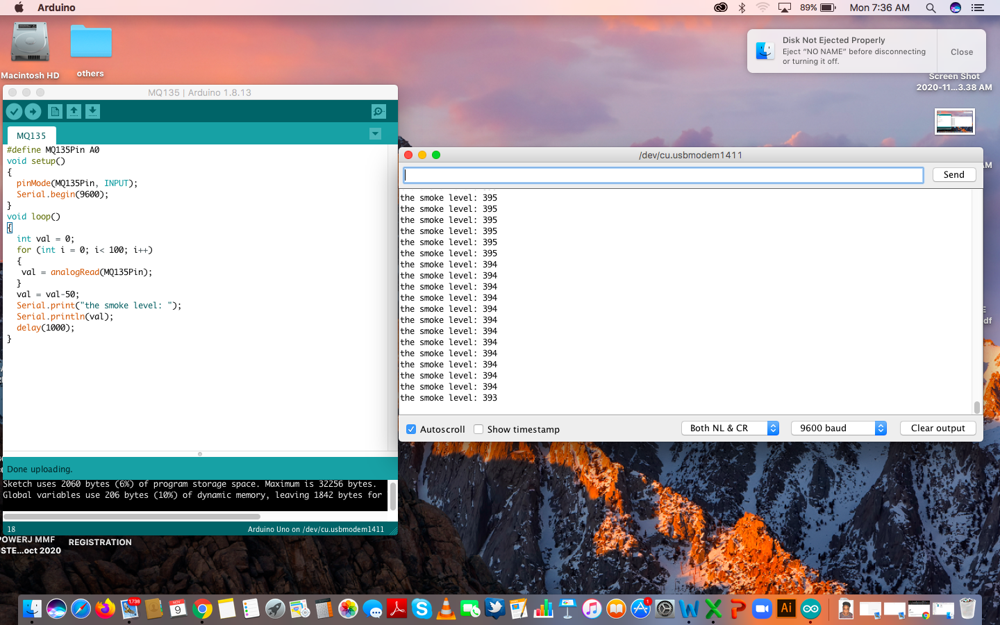 Arduino
89%
Mon 7:36 AM
Disk Not Ejected Properly
Eject “NO NAME” before disconnecting
or turning it off.
Close
Macintosh HD
others
Screen Shot
2020-11...3.38 AM
MQ135 | Arduino 1.8.13
MQ135
#define MQ135Pin A0
void setup()
{
pinMode(MQ135Pin, INPUT);
Serial.begin(9600);
}
void loop()
{
int val = 0;
for (int i = 0; i< 100; i++)
{
val = analogRead(MQ135Pin);
}
val = val-50;
Serial.print("the smoke level: ");
Serial.println(val);
delay(1000);
}
Done uploading.
Sketch uses 2060 bytes (6%) of program storage space. Maximum is 32256 bytes.
Global variables use 206 bytes (10%) of dynamic memory, leaving 1842 bytes for
18
Arduino Uno on /dev/cu.usbmodem1411
/dev/cu.usbmodem1411
Send
the smoke level: 395
the smoke level: 395
the smoke level: 395
the smoke level: 395
the smoke level: 395
the smoke level: 395
the smoke level: 394
the smoke level: 394
the smoke level: 394
the smoke level: 394
the smoke level: 394
the smoke level: 394
the smoke level: 394
the smoke level: 394
the smoke level: 394
the smoke level: 394
the smoke level: 394
the smoke level: 394
the smoke level: 393
Autoscroll
Show timestamp
Both NL & CR
9600 baud
Clear output
AM
E
df
POWERJ MMF
STE...oct 2020
REGISTRATION
1,738
NOV
9
1
Ai